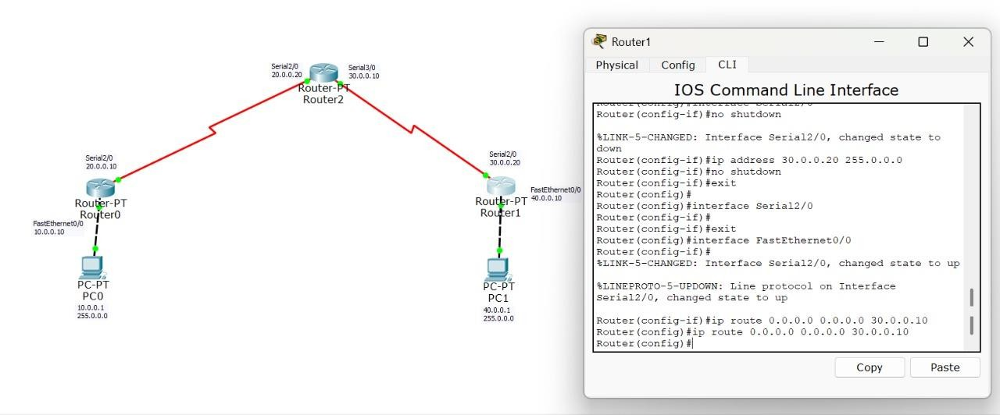 Serial2/0
20.0.0.20
Serial3/0
30.0.0.10
Router-PT
Router2
Serial2/0
20.0.0.10
Router-PT
Router0
FastEthernet0/0
10.0.0.10
PC-PT
PC0
10.0.0.1
255.0.0.0
Serial2/0
30.0.0.20
FastEthernet0/0
40.0.0.10
Router-PT
Router1
PC-PT
PC1
40.0.0.1
255.0.0.0
Router1
Physical Config CLI
IOS Command Line Interface
Router(config)#interface Serial2/0
Router(config-if)#no shutdown
%LINK-5-CHANGED: Interface Serial2/0, changed state to
down
Router(config-if)#ip address 30.0.0.20 255.0.0.0
Router(config-if)#no shutdown
Router(config-if)#exit
Router(config)#
Router(config)#interface Serial2/0
Router(config-if)#
Router(config-if)#exit
Router(config)#interface FastEthernet0/0
Router(config-if)#
%LINK-5-CHANGED: Interface Serial2/0, changed state to up
%LINEPROTO-5-UPDOWN: Line protocol on Interface
Serial2/0, changed state to up
Router(config-if)#ip route 0.0.0.0 0.0.0.0 30.0.0.10
Router(config)#ip route 0.0.0.0 0.0.0.0 30.0.0.10
Router(config)#
Copy Paste